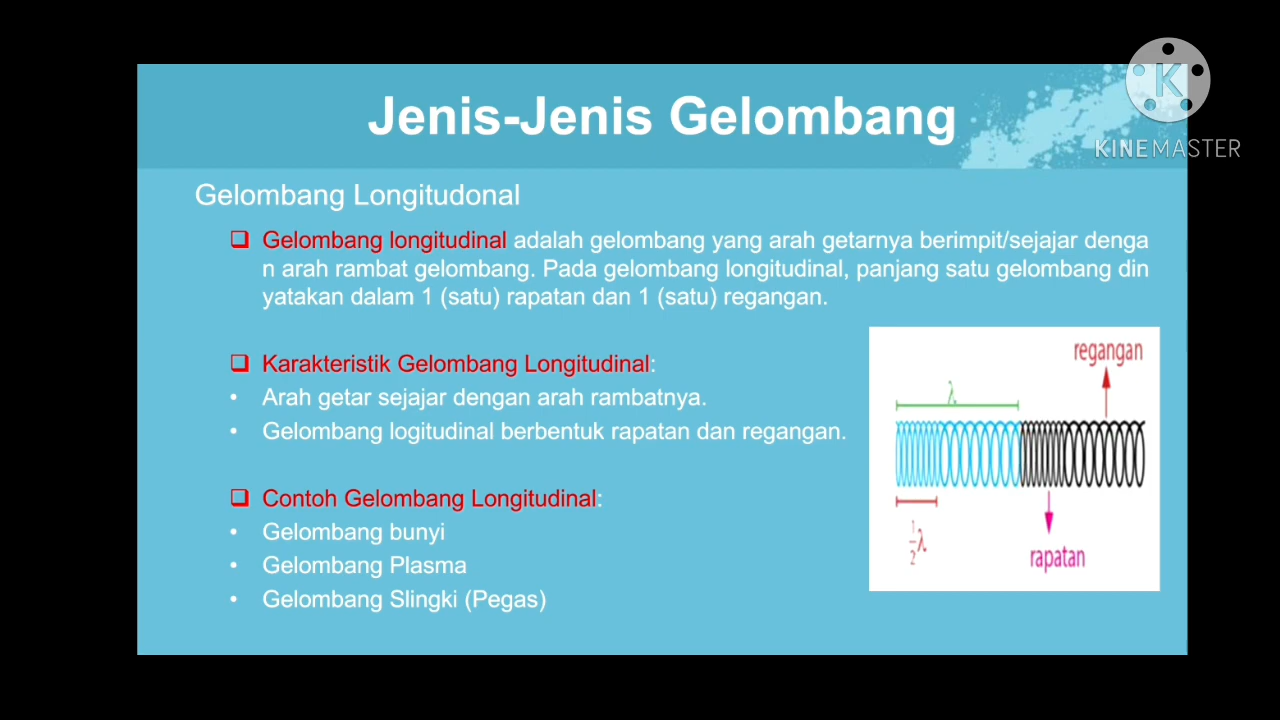 Jenis-Jenis Gelombang
K
KINEMASTER
Gelombang Longitudonal
Gelombang longitudinal adalah gelombang yang arah getarnya berimpit/sejajar denga
n arah rambat gelombang. Pada gelombang longitudinal, panjang satu gelombang din
yatakan dalam 1 (satu) rapatan dan 1 (satu) regangan.
Karakteristik Gelombang Longitudinal:
• Arah getar sejajar dengan arah rambatnya.
• Gelombang logitudinal berbentuk rapatan dan regangan.
Contoh Gelombang Longitudinal:
• Gelombang bunyi
• Gelombang Plasma
• Gelombang Slingki (Pegas)
regangan
λ
1/2 λ
rapatan